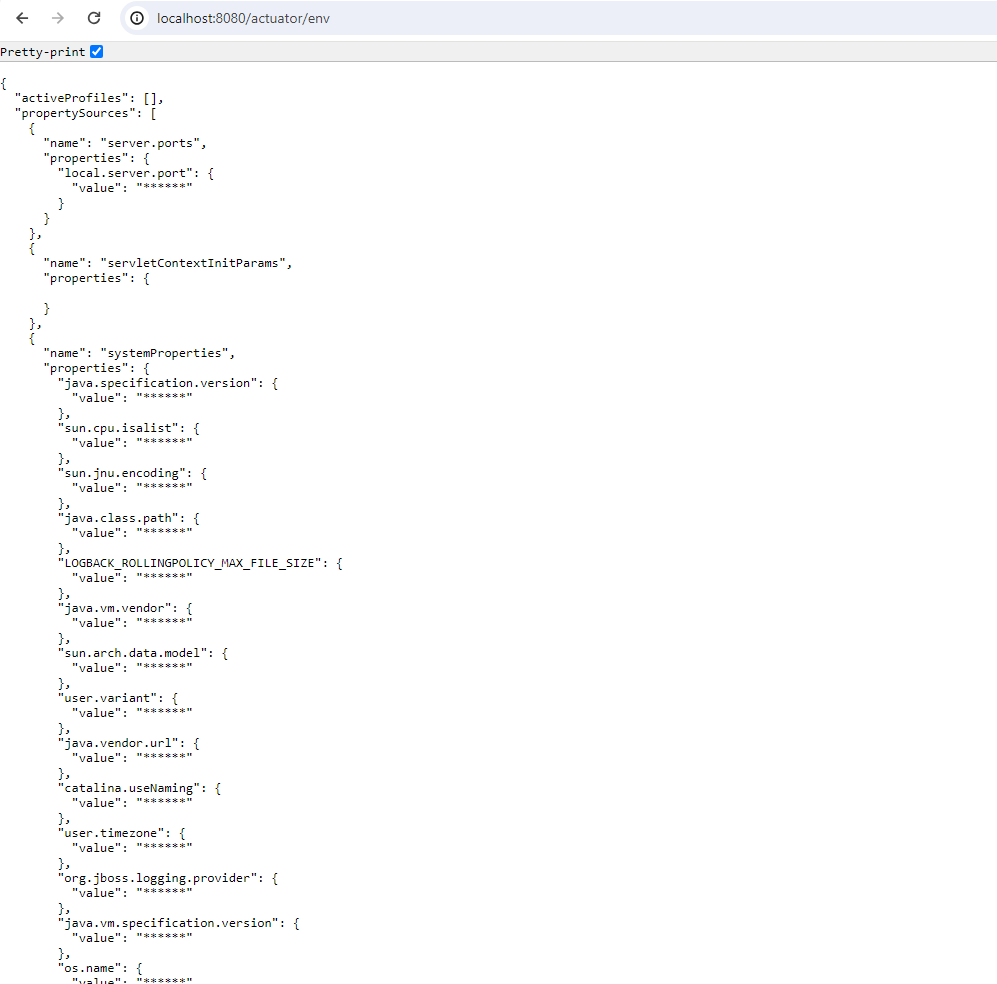 localhost:8080/actuator/env
Pretty-print
{
  "activeProfiles": [],
  "propertySources": [
    {
      "name": "server.ports",
      "properties": {
        "local.server.port": {
          "value": "******"
        }
      }
    },
    {
      "name": "servletContextInitParams",
      "properties": {

      }
    },
    {
      "name": "systemProperties",
      "properties": {
        "java.specification.version": {
          "value": "******"
        },
        "sun.cpu.isalist": {
          "value": "******"
        },
        "sun.jnu.encoding": {
          "value": "******"
        },
        "java.class.path": {
          "value": "******"
        },
        "LOGBACK_ROLLINGPOLICY_MAX_FILE_SIZE": {
          "value": "******"
        },
        "java.vm.vendor": {
          "value": "******"
        },
        "sun.arch.data.model": {
          "value": "******"
        },
        "user.variant": {
          "value": "******"
        },
        "java.vendor.url": {
          "value": "******"
        },
        "catalina.useNaming": {
          "value": "******"
        },
        "user.timezone": {
          "value": "******"
        },
        "org.jboss.logging.provider": {
          "value": "******"
        },
        "java.vm.specification.version": {
          "value": "******"
        },
        "os.name": {
          "value": "******"